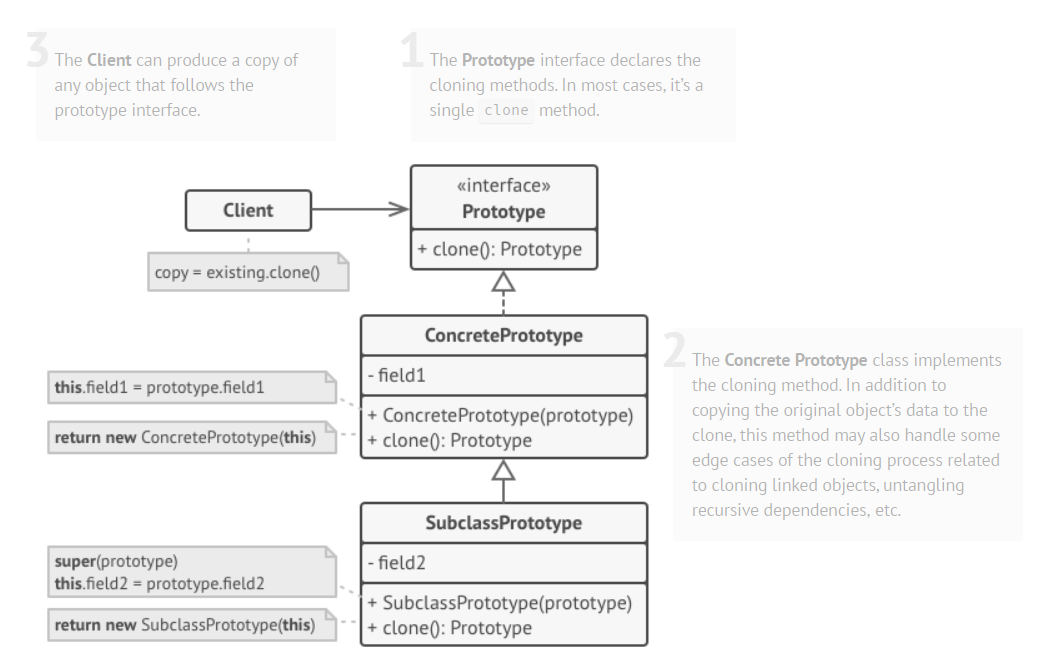 3
The Client can produce a copy of
any object that follows the
prototype interface.
1
The Prototype interface declares the
cloning methods. In most cases, it’s a
single clone method.
Client
copy = existing.clone()
«interface»
Prototype
+ clone(): Prototype
ConcretePrototype
- field1
+ ConcretePrototype(prototype)
+ clone(): Prototype
this.field1 = prototype.field1
return new ConcretePrototype(this)
2
The Concrete Prototype class implements
the cloning method. In addition to
copying the original object’s data to the
clone, this method may also handle some
edge cases of the cloning process related
to cloning linked objects, untangling
recursive dependencies, etc.
SubclassPrototype
- field2
+ SubclassPrototype(prototype)
+ clone(): Prototype
super(prototype)
this.field2 = prototype.field2
return new SubclassPrototype(this)